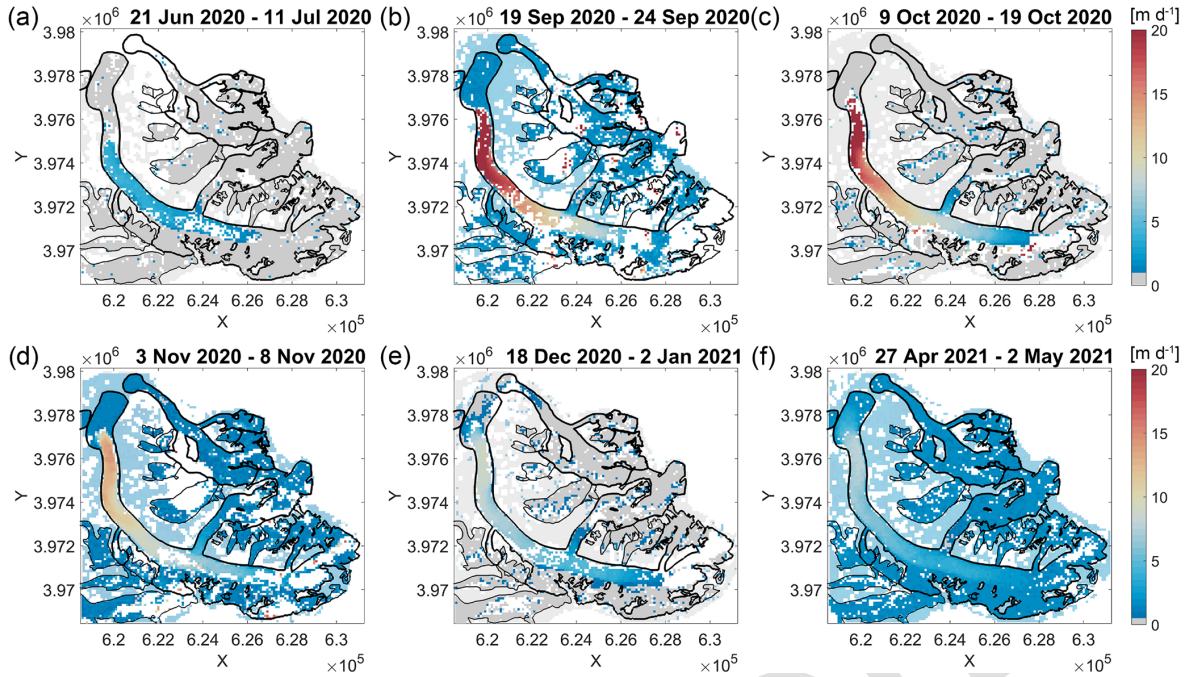 (a) ×10⁶ 21 Jun 2020 - 11 Jul 2020
3.98
3.978
3.976
3.974
3.972
3.97
Y
6.2 6.22 6.24 6.26 6.28 6.3
X ×10⁵
(b) ×10⁶ 19 Sep 2020 - 24 Sep 2020
3.98
3.978
3.976
3.974
3.972
3.97
Y
6.2 6.22 6.24 6.26 6.28 6.3
X ×10⁵
(c) ×10⁶ 9 Oct 2020 - 19 Oct 2020
3.98
3.978
3.976
3.974
3.972
3.97
Y
6.2 6.22 6.24 6.26 6.28 6.3
X ×10⁵
[m d⁻¹]
20
15
10
5
0
(d) ×10⁶ 3 Nov 2020 - 8 Nov 2020
3.98
3.978
3.976
3.974
3.972
3.97
Y
6.2 6.22 6.24 6.26 6.28 6.3
X ×10⁵
(e) ×10⁶ 18 Dec 2020 - 2 Jan 2021
3.98
3.978
3.976
3.974
3.972
3.97
Y
6.2 6.22 6.24 6.26 6.28 6.3
X ×10⁵
(f) ×10⁶ 27 Apr 2021 - 2 May 2021
3.98
3.978
3.976
3.974
3.972
3.97
Y
6.2 6.22 6.24 6.26 6.28 6.3
X ×10⁵
[m d⁻¹]
20
15
10
5
0